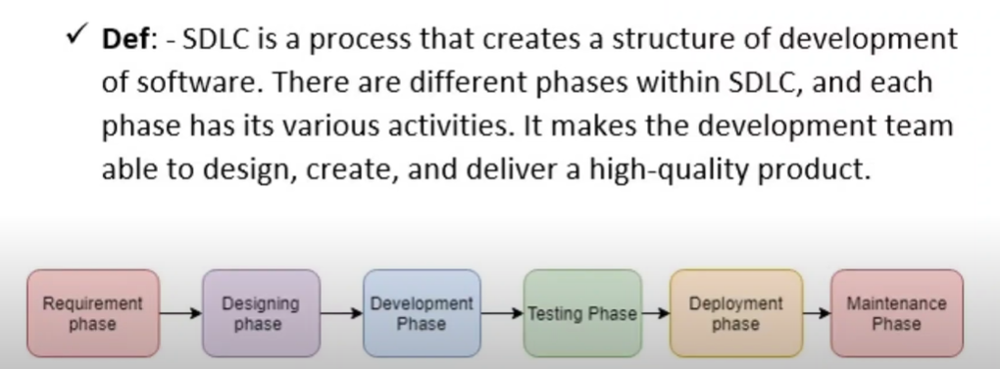 ✓ Def: - SDLC is a process that creates a structure of development
of software. There are different phases within SDLC, and each
phase has its various activities. It makes the development team
able to design, create, and deliver a high-quality product.
Requirement
phase
Designing
phase
Development
Phase
Testing Phase
Deployment
phase
Maintenance
Phase